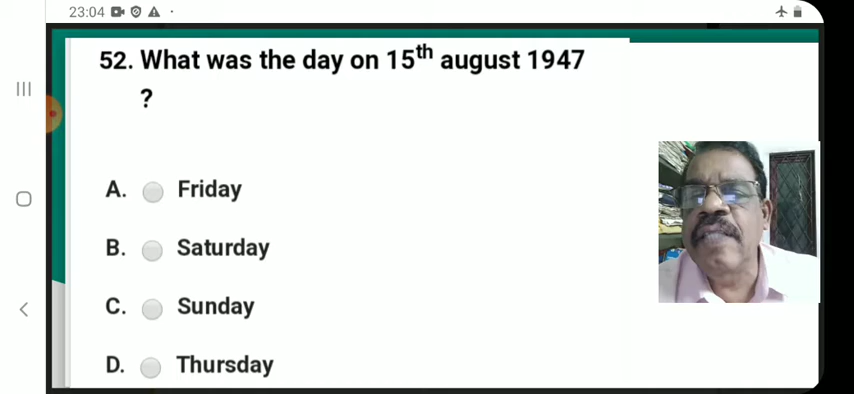 23:04
52. What was the day on 15th august 1947
?
A. Friday
B. Saturday
C. Sunday
D. Thursday